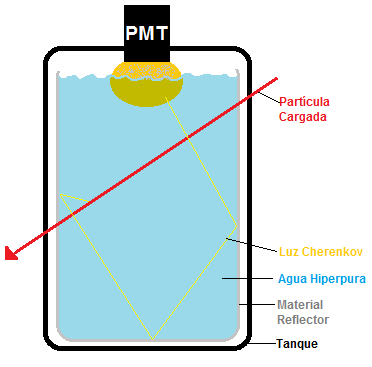 PMT
Partícula
Cargada
Luz Cherenkov
Agua Hiperpura
Material
Reflector
Tanque